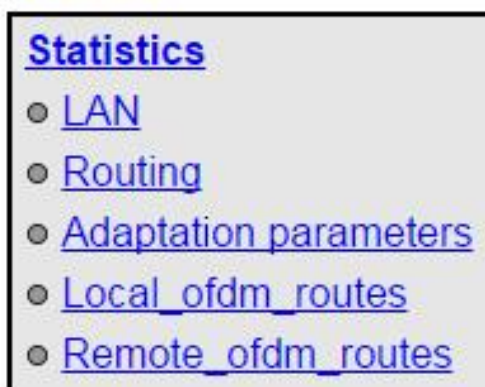 Statistics
LAN
Routing
Adaptation parameters
Local_ofdm_routes
Remote_ofdm_routes